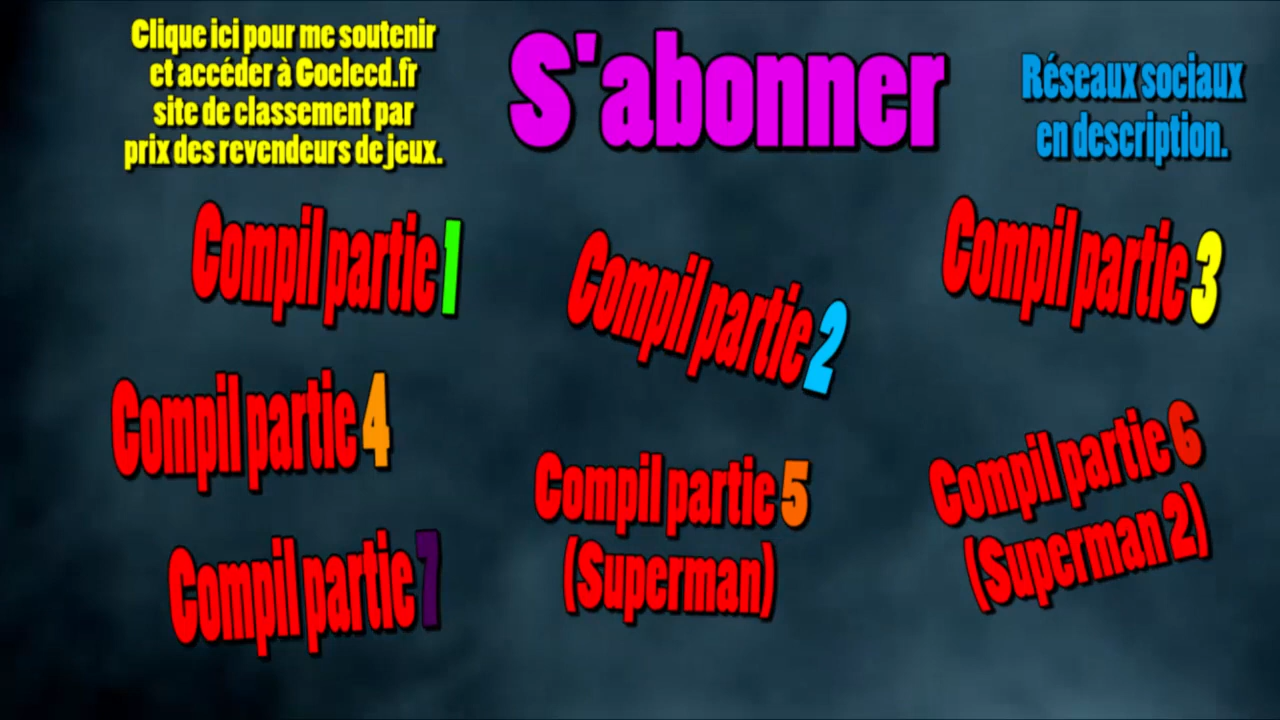 Clique ici pour me soutenir
et accéder à Goclecd.fr
site de classement par
prix des revendeurs de jeux.
S'abonner
Réseaux sociaux
en description.
Compil partie 1
Compil partie 2
Compil partie 3
Compil partie 4
Compil partie 5
(Superman)
Compil partie 6
(Superman 2)
Compil partie 7